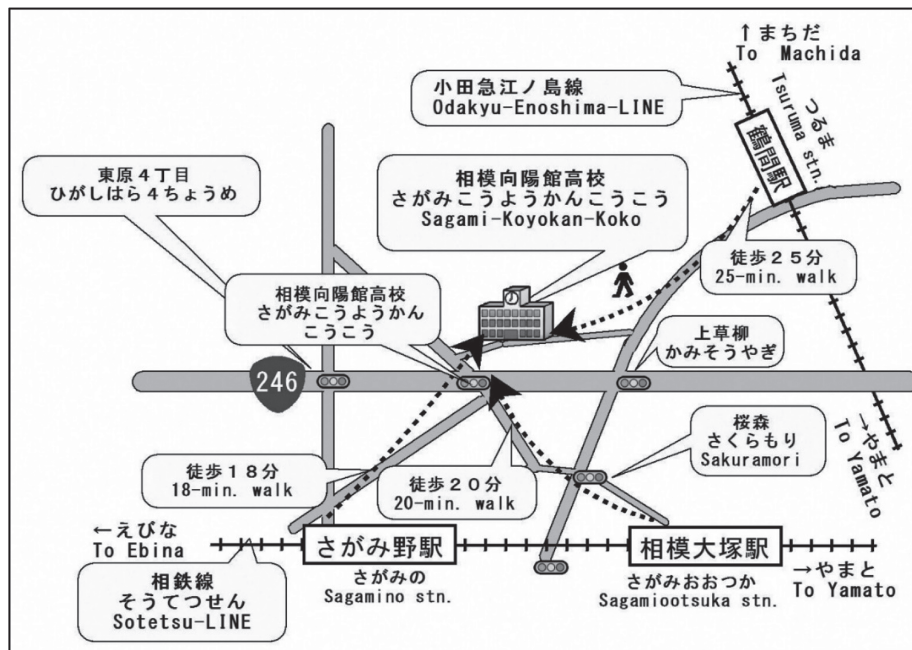 ↑まちだ
To Machida
小田急江ノ島線
Odakyu-Enoshima-LINE
つるま
Tsuruma stn.
鶴間駅
東原４丁目
ひがしはら４ちょうめ
相模向陽館高校
さがみこうようかんこうこう
Sagami-Koyokan-Koko
徒歩２５分
25-min. walk
相模向陽館高校
さがみこうようかん
こうこう
上草柳
かみそうやぎ
246
桜森
さくらもり
Sakuramori
→やまと
To Yamato
徒歩１８分
18-min. walk
徒歩２０分
20-min. walk
←えびな
To Ebina
さがみ野駅
さがみの
Sagamino stn.
相模大塚駅
さがみおおつか
Sagamiootsuka stn.
→やまと
To Yamato
相鉄線
そうてつせん
Sotetsu-LINE